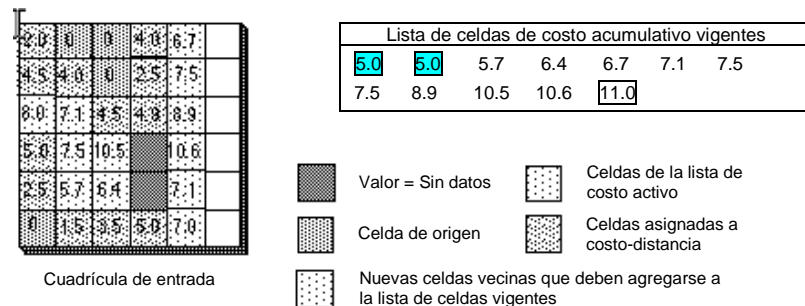 2.0 0 0 4.0 6.7
4.5 4.0 0 2.5 7.5
8.0 7.1 4.5 4.9 8.9
5.0 7.5 10.5 10.6
2.5 5.7 6.4 7.1
0 1.5 3.5 5.0 7.0
Cuadrícula de entrada
Lista de celdas de costo acumulativo vigentes
5.0 5.0 5.7 6.4 6.7 7.1 7.5
7.5 8.9 10.5 10.6 11.0
Valor = Sin datos
Celdas de la lista de
costo activo
Celda de origen
Celdas asignadas a
costo-distancia
Nuevas celdas vecinas que deben agregarse a
la lista de celdas vigentes